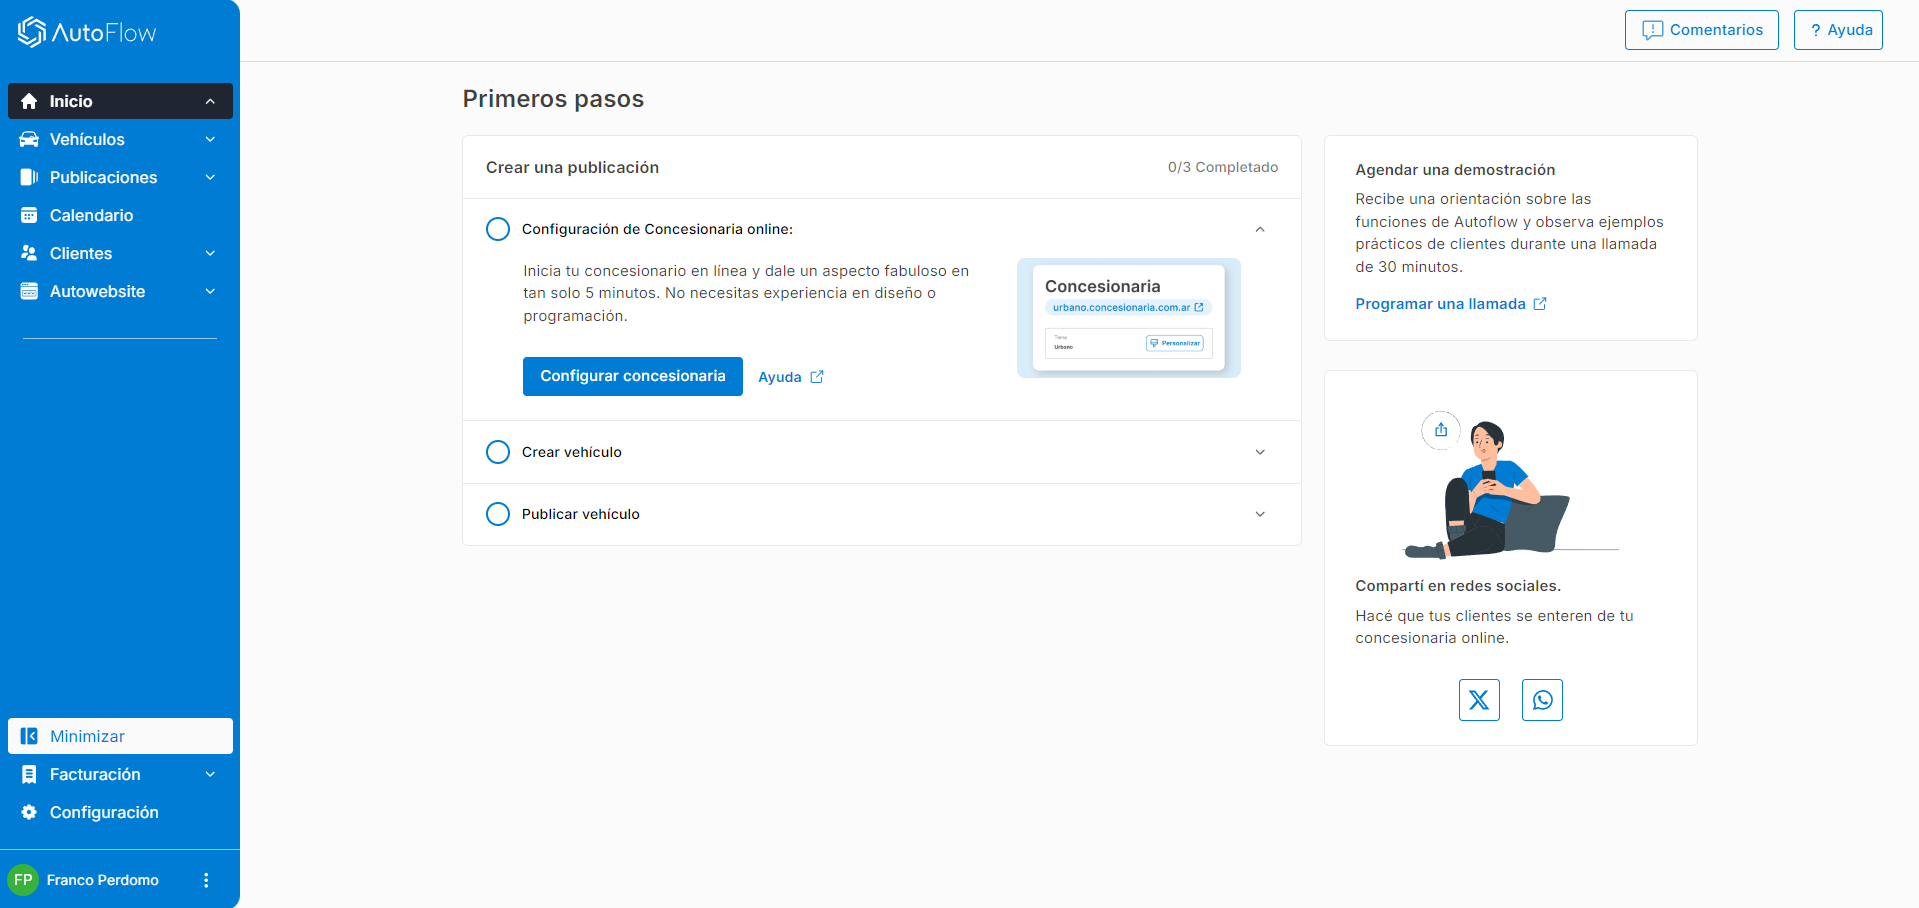 AutoFlow
Inicio
Vehículos
Publicaciones
Calendario
Clientes
Autowebsite
Minimizar
Facturación
Configuración
FP Franco Perdomo
Comentarios
? Ayuda
Primeros pasos
Crear una publicación
0/3 Completado
Configuración de Concesionaria online:
Inicia tu concesionario en línea y dale un aspecto fabuloso en
tan solo 5 minutos. No necesitas experiencia en diseño o
programación.
Configurar concesionaria
Ayuda
Concesionaria
urbano.concesionaria.com.ar
Tema
Urbano
Personalizar
Crear vehículo
Publicar vehículo
Agendar una demostración
Recibe una orientación sobre las
funciones de Autoflow y observa ejemplos
prácticos de clientes durante una llamada
de 30 minutos.
Programar una llamada
Compartí en redes sociales.
Hacé que tus clientes se enteren de tu
concesionaria online.